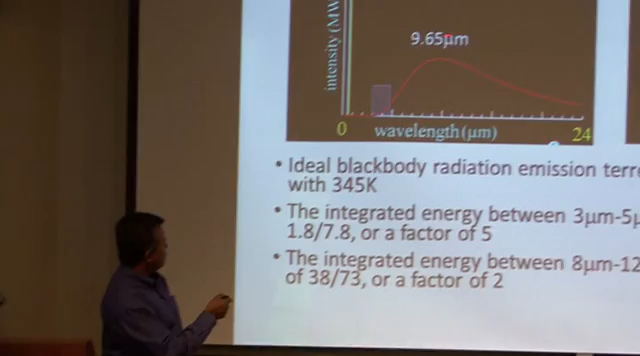 intensity (MW
9.65μm
0
wavelength(μm)
24
• Ideal blackbody radiation emission
with 345K
• The integrated energy between 3μm-5μ
1.8/7.8, or a factor of 5
• The integrated energy between 8μm-12
of 38/73, or a factor of 2